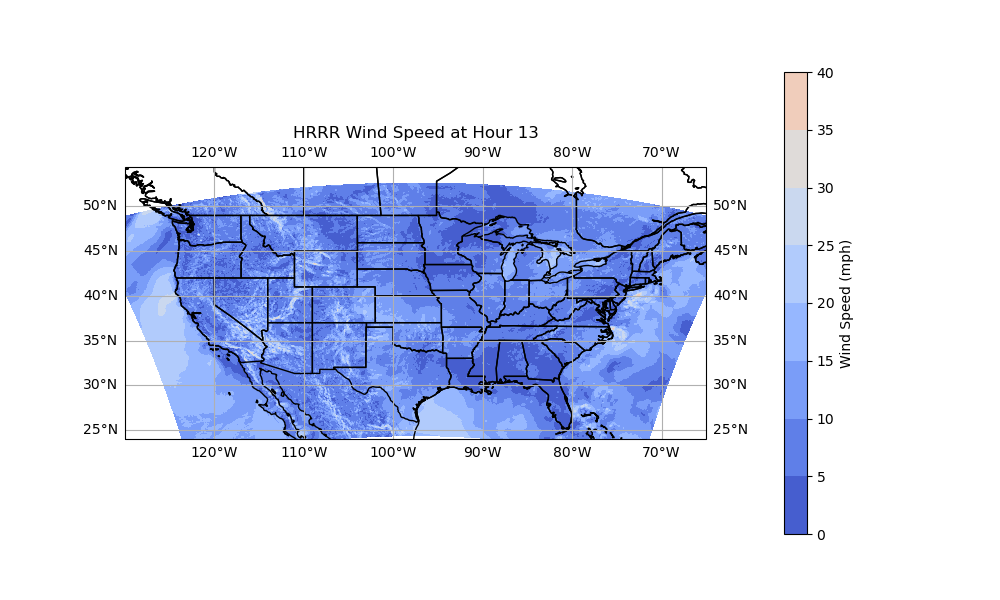 HRRR Wind Speed at Hour 13
120°W 110°W 100°W 90°W 80°W 70°W
50°N 50°N
45°N 45°N
40°N 40°N
35°N 35°N
30°N 30°N
25°N 25°N
120°W 110°W 100°W 90°W 80°W 70°W
40
35
30
25
20
15
10
5
0
Wind Speed (mph)